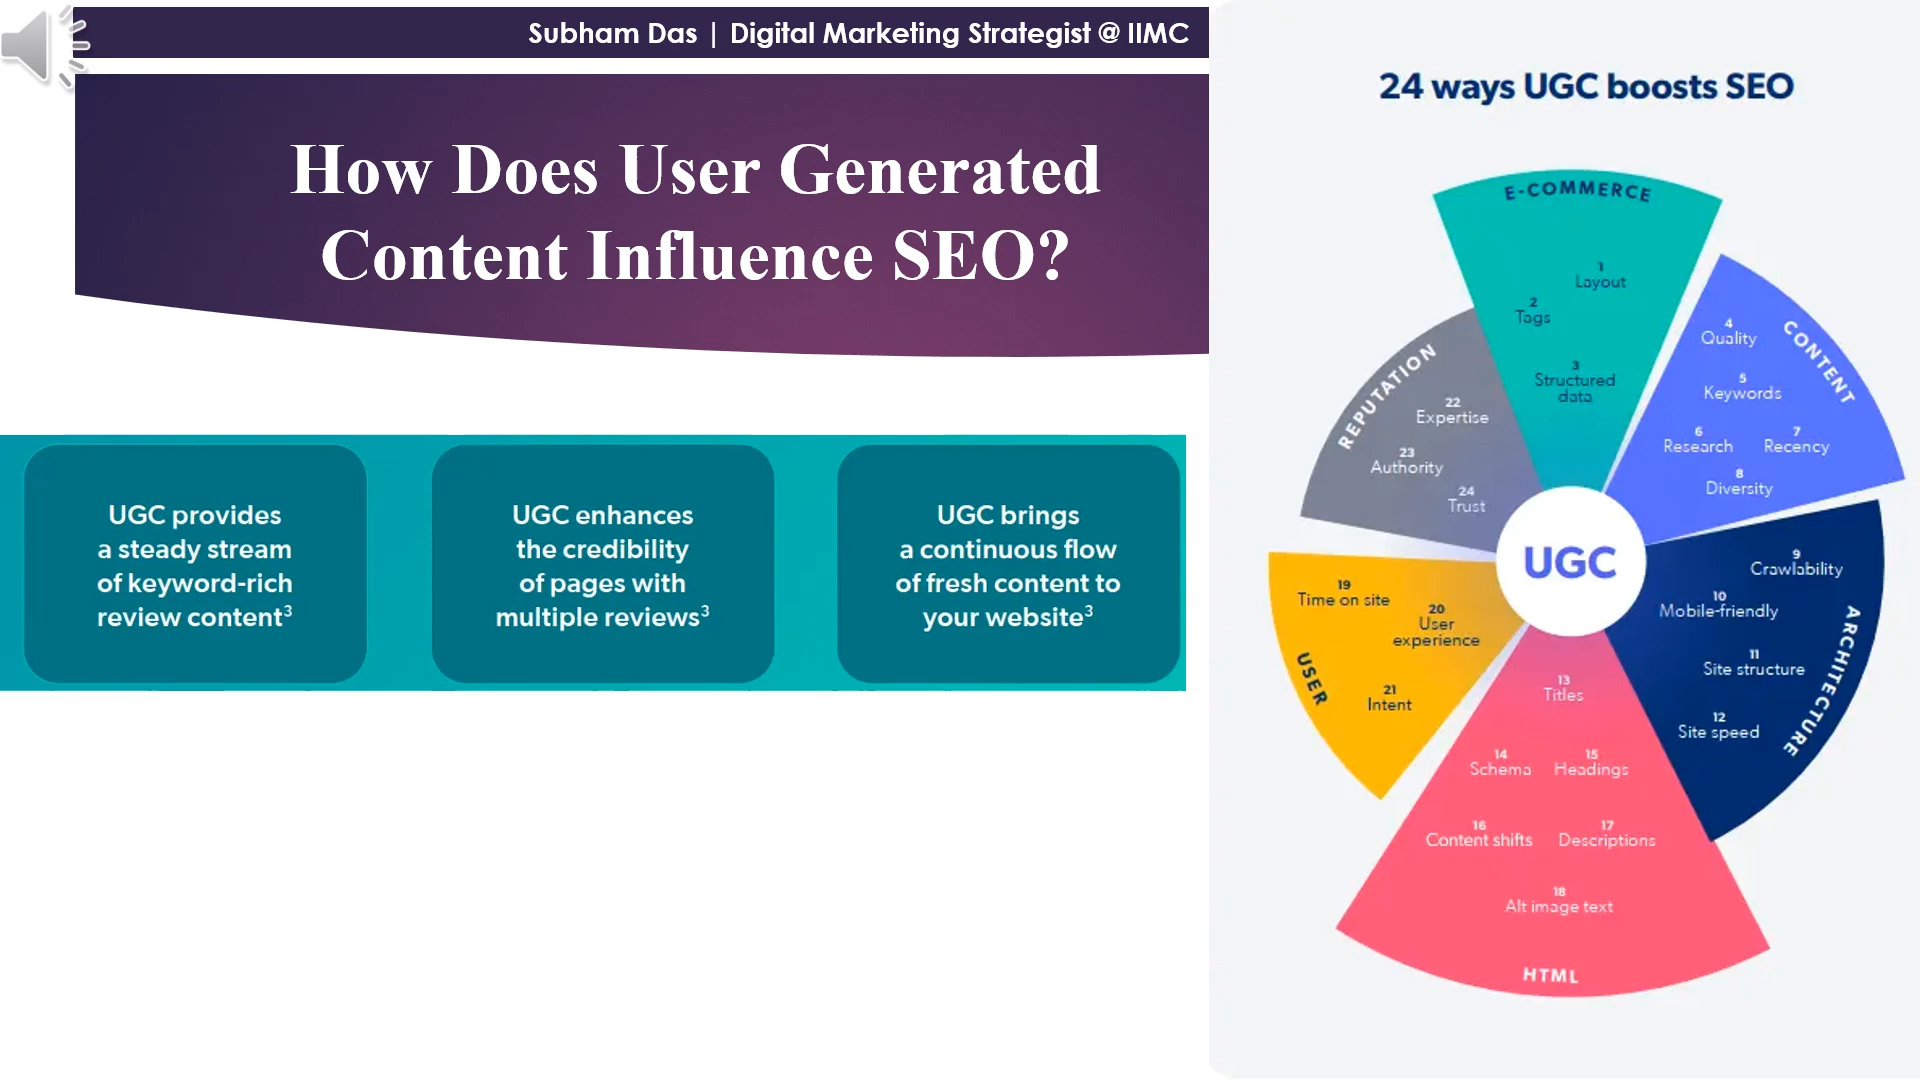 Subham Das | Digital Marketing Strategist @ IIMC
How Does User Generated
Content Influence SEO?
UGC provides
a steady stream
of keyword-rich
review content³
UGC enhances
the credibility
of pages with
multiple reviews³
UGC brings
a continuous flow
of fresh content to
your website³
24 ways UGC boosts SEO
E-COMMERCE
1
Layout
2
Tags
3
Structured
data
CONTENT
4
Quality
5
Keywords
6
Research
7
Recency
8
Diversity
ARCHITECTURE
9
Crawlability
10
Mobile-friendly
11
Site structure
12
Site speed
HTML
13
Titles
14
Schema
15
Headings
16
Content shifts
17
Descriptions
18
Alt image text
USER
19
Time on site
20
User
experience
21
Intent
REPUTATION
22
Expertise
23
Authority
24
Trust
UGC